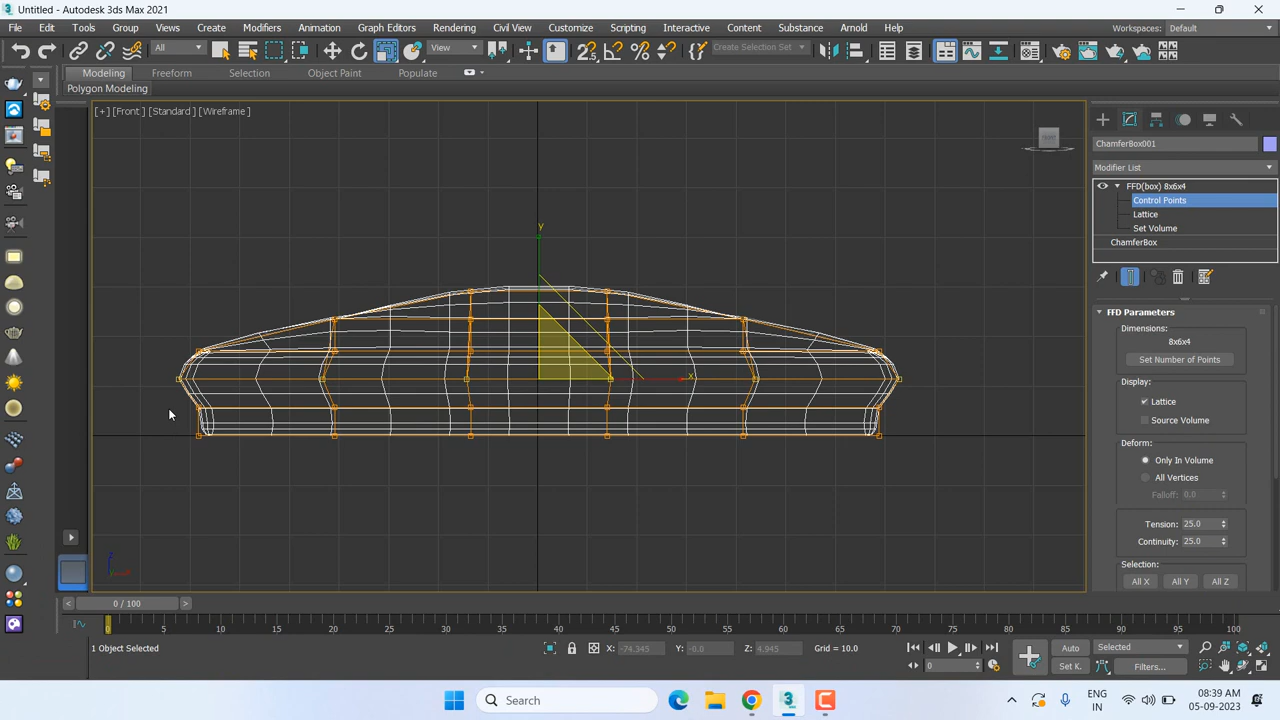 Untitled - Autodesk 3ds Max 2021
File Edit Tools Group Views Create Modifiers Animation Graph Editors Rendering Civil View Customize Scripting Interactive Content Substance Arnold Help Workspaces: Default
All View Create Selection Set
Modeling Freeform Selection Object Paint Populate
Polygon Modeling
[+] [Front] [Standard] [Wireframe]
FRONT
y
x
ChamferBox001
Modifier List
FFD(box) 8x6x4
Control Points
Lattice
Set Volume
ChamferBox
FFD Parameters
Dimensions:
8x6x4
Set Number of Points
Display:
Lattice
Source Volume
Deform:
Only In Volume
All Vertices
Falloff: 0.0
Tension: 25.0
Continuity: 25.0
Selection:
All X All Y All Z
0 / 100
0 5 10 15 20 25 30 35 40 45 50 55 60 65 70 75 80 85 90 95 100
1 Object Selected X: -74.345 Y: -6.0 Z: 4.945 Grid = 10.0
Auto Selected
0 Set K. Filters...
Search
ENG
IN
08:39 AM
05-09-2023